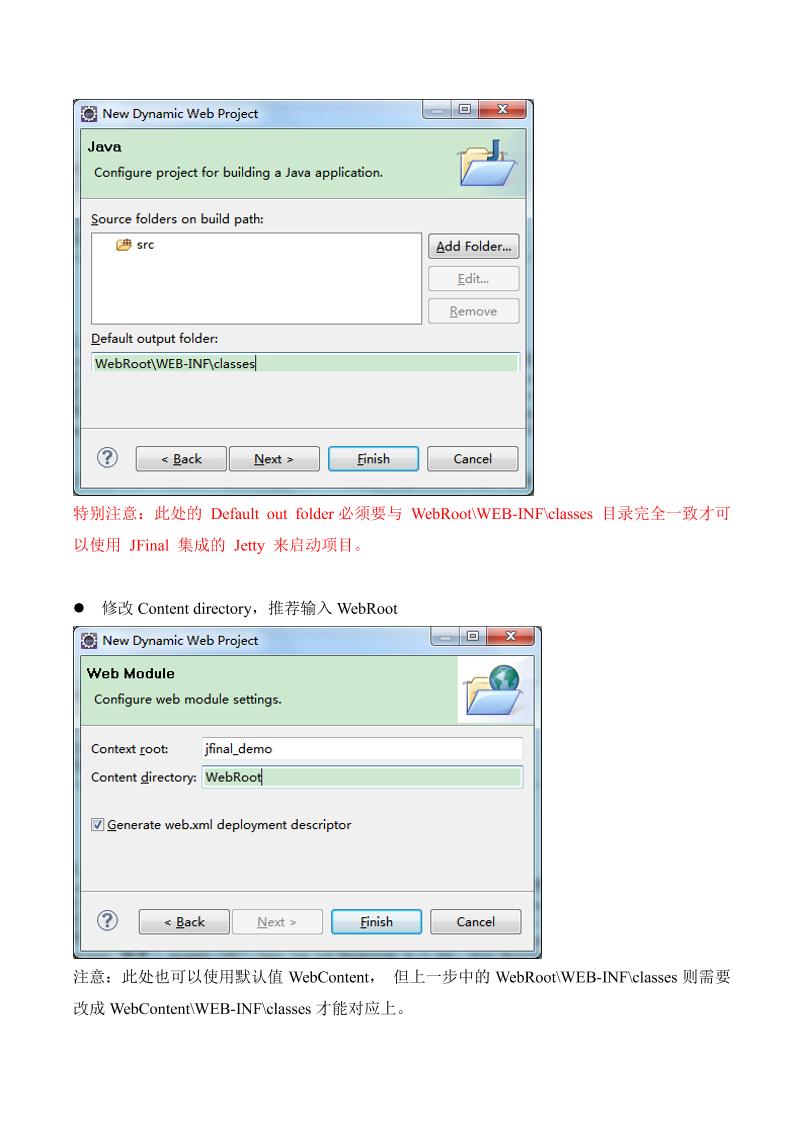 New Dynamic Web Project
Java
Configure project for building a Java application.
Source folders on build path:
src
Add Folder...
Edit...
Remove
Default output folder:
WebRoot\WEB-INF\classes
< Back
Next >
Finish
Cancel
特别注意：此处的 Default out folder 必须要与 WebRoot\WEB-INF\classes 目录完全一致才可
以使用 JFinal 集成的 Jetty 来启动项目。
● 修改 Content directory，推荐输入 WebRoot
New Dynamic Web Project
Web Module
Configure web module settings.
Context root: jfinal_demo
Content directory: WebRoot
Generate web.xml deployment descriptor
< Back
Next >
Finish
Cancel
注意：此处也可以使用默认值 WebContent， 但上一步中的 WebRoot\WEB-INF\classes 则需要
改成 WebContent\WEB-INF\classes 才能对应上。